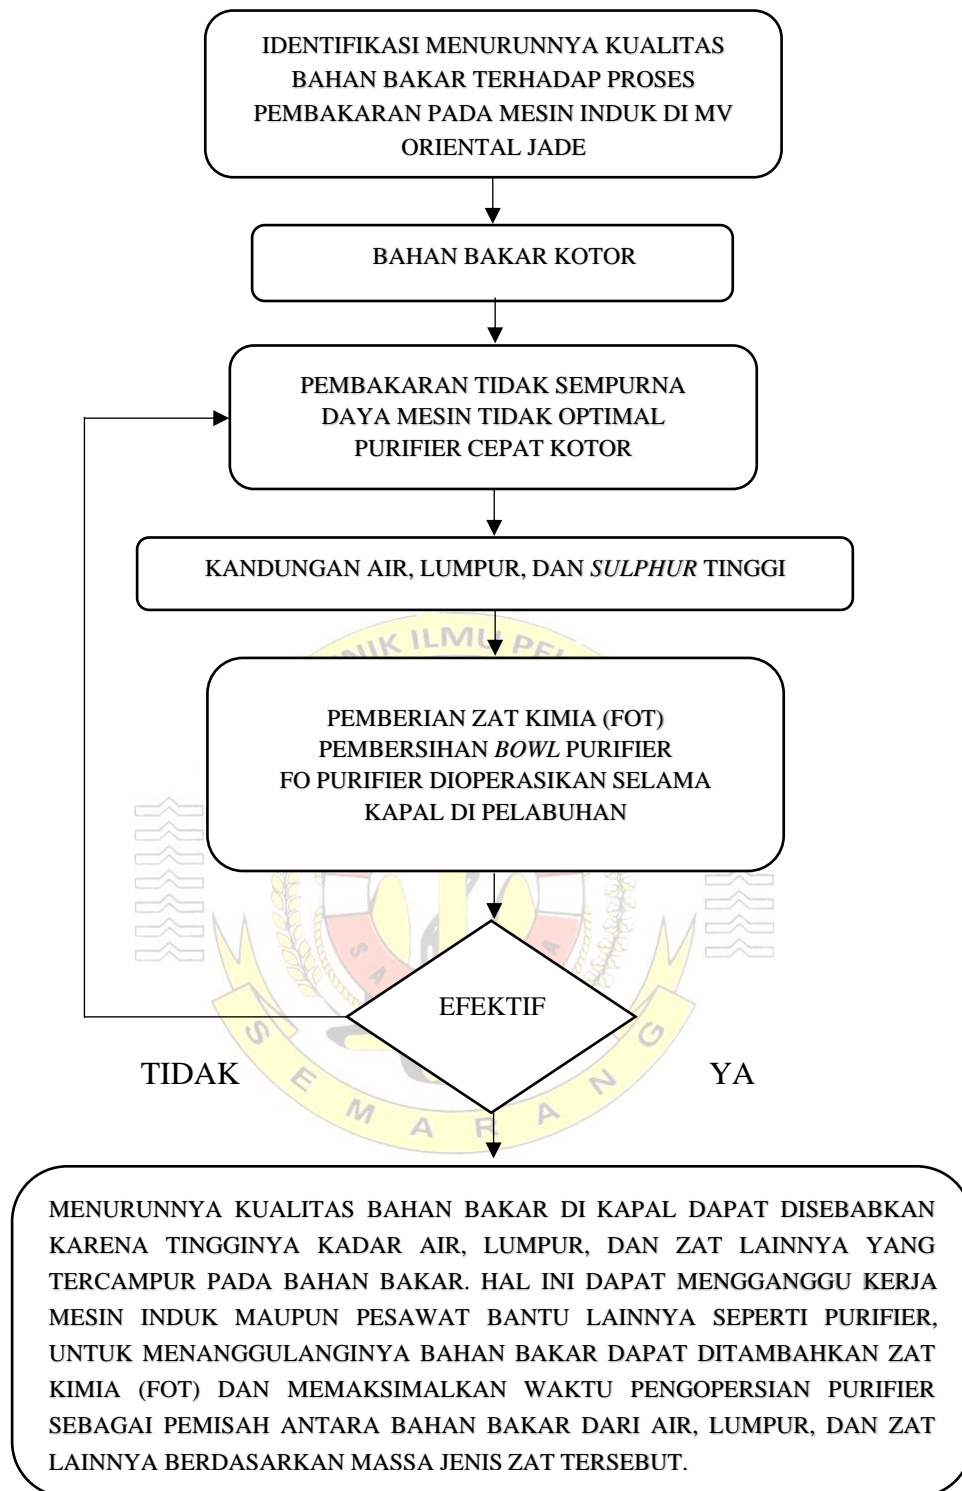 IDENTIFIKASI MENURUNNYA KUALITAS
BAHAN BAKAR TERHADAP PROSES
PEMBAKARAN PADA MESIN INDUK DI MV
ORIENTAL JADE
BAHAN BAKAR KOTOR
PEMBAKARAN TIDAK SEMPURNA
DAYA MESIN TIDAK OPTIMAL
PURIFIER CEPAT KOTOR
KANDUNGAN AIR, LUMPUR, DAN SULPHUR TINGGI
NIK ILMU PEL
PEMBERIAN ZAT KIMIA (FOT)
PEMBERSIHAN BOWL PURIFIER
FO PURIFIER DIOPERASIKAN SELAMA
KAPAL DI PELABUHAN
EFEKTIF
TIDAK
YA
SEMARANG
MENURUNNYA KUALITAS BAHAN BAKAR DI KAPAL DAPAT DISEBABKAN
KARENA TINGGINYA KADAR AIR, LUMPUR, DAN ZAT LAINNYA YANG
TERCAMPUR PADA BAHAN BAKAR. HAL INI DAPAT MENGGANGGU KERJA
MESIN INDUK MAUPUN PESAWAT BANTU LAINNYA SEPERTI PURIFIER,
UNTUK MENANGGULANGINYA BAHAN BAKAR DAPAT DITAMBAHKAN ZAT
KIMIA (FOT) DAN MEMAKSIMALKAN WAKTU PENGOPERSIAN PURIFIER
SEBAGAI PEMISAH ANTARA BAHAN BAKAR DARI AIR, LUMPUR, DAN ZAT
LAINNYA BERDASARKAN MASSA JENIS ZAT TERSEBUT.